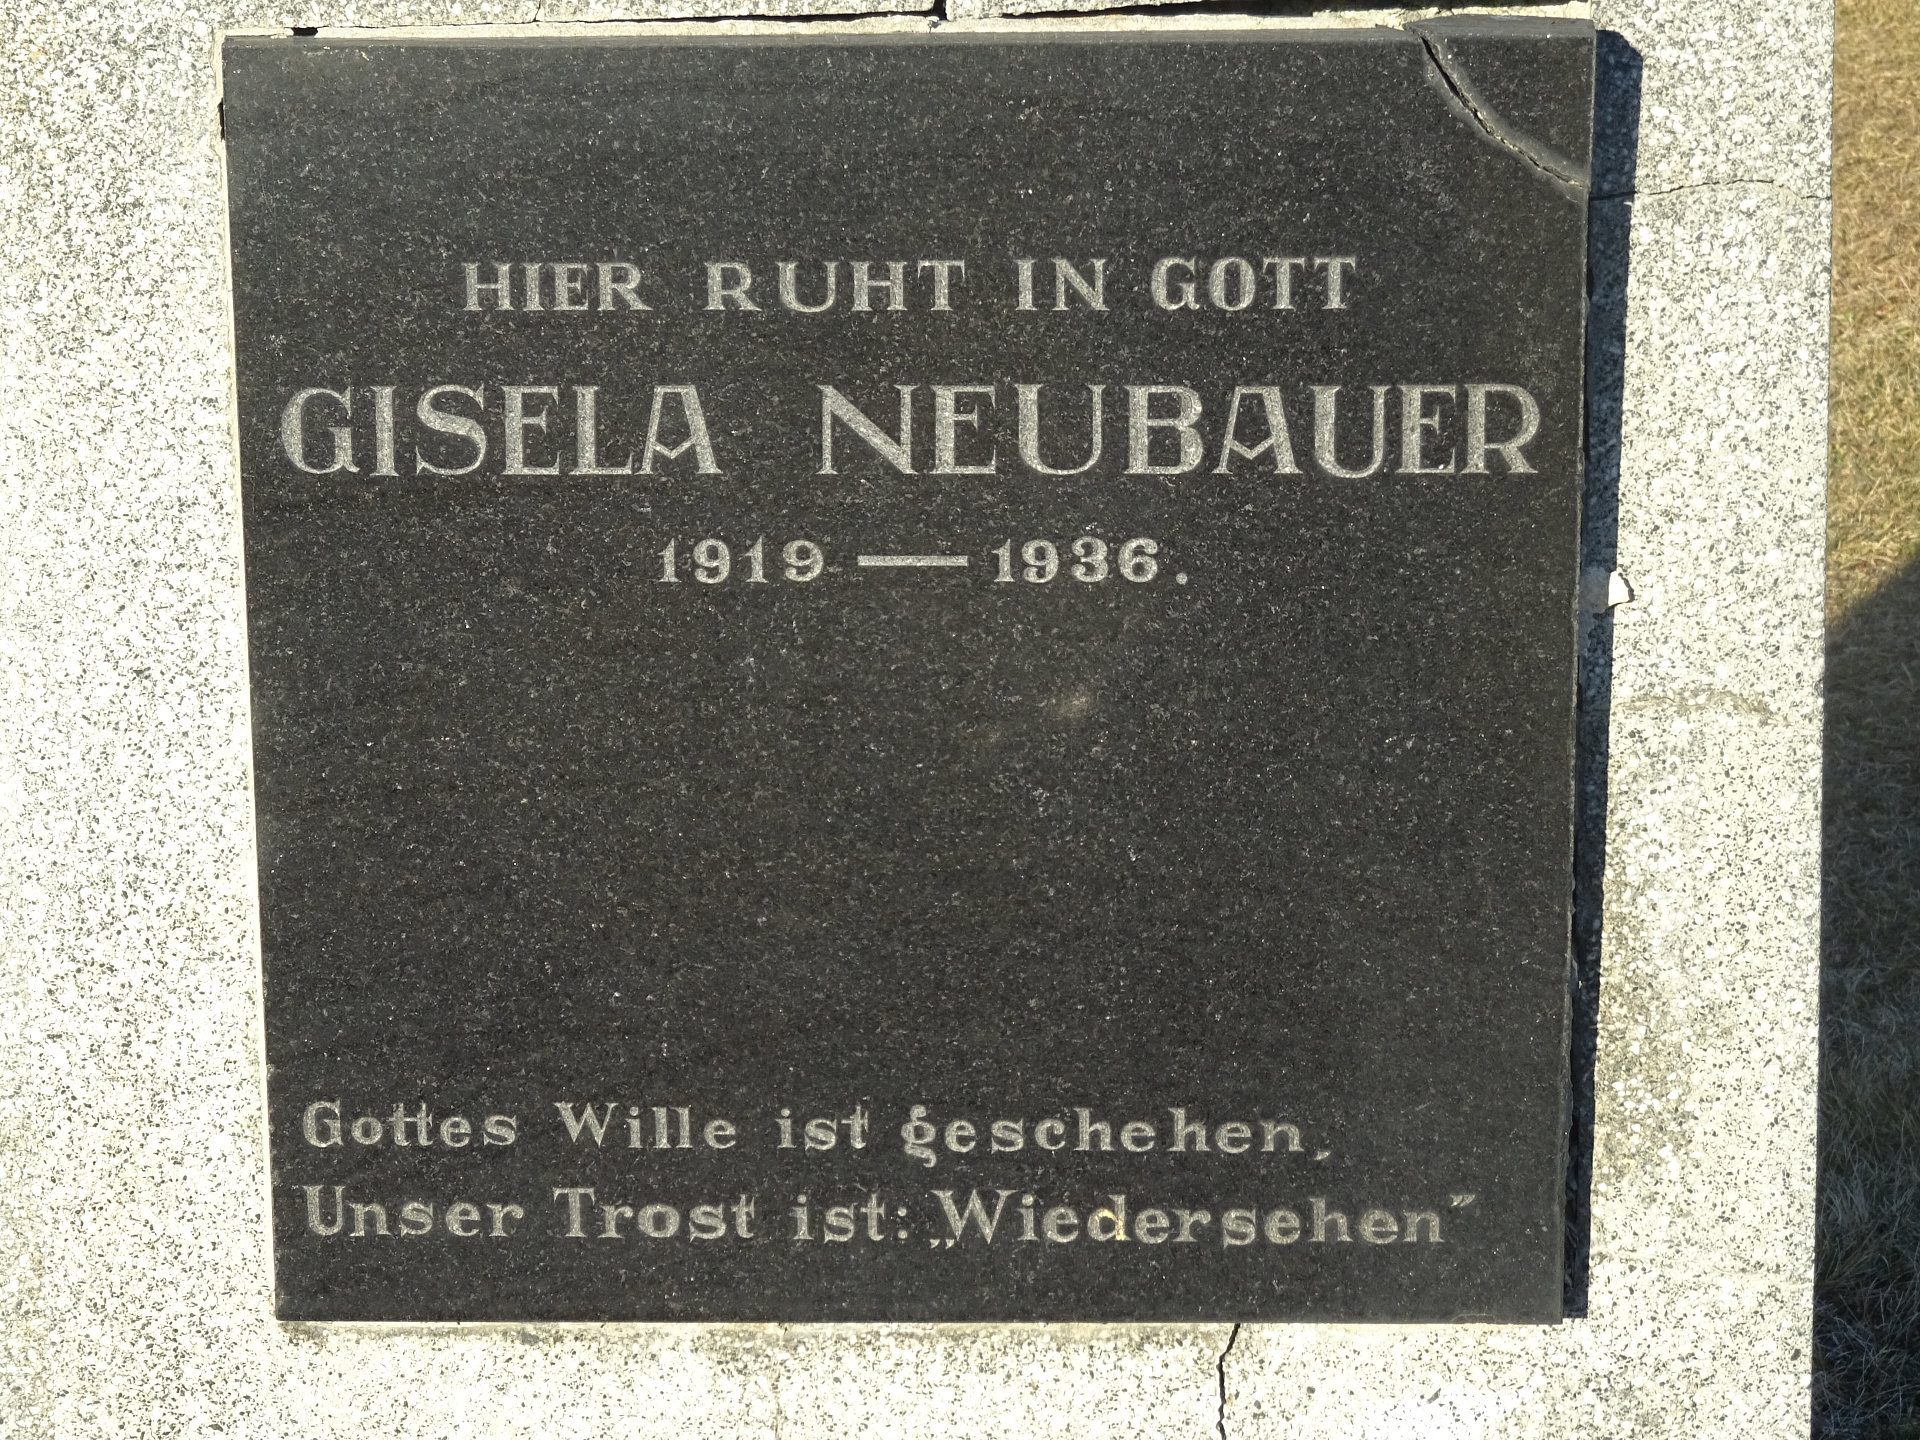 HIER RUHT IN GOTT
GISELA NEUBAUER
1919 — 1936.
Gottes Wille ist geschehen,
Unser Trost ist: „Wiedersehen”